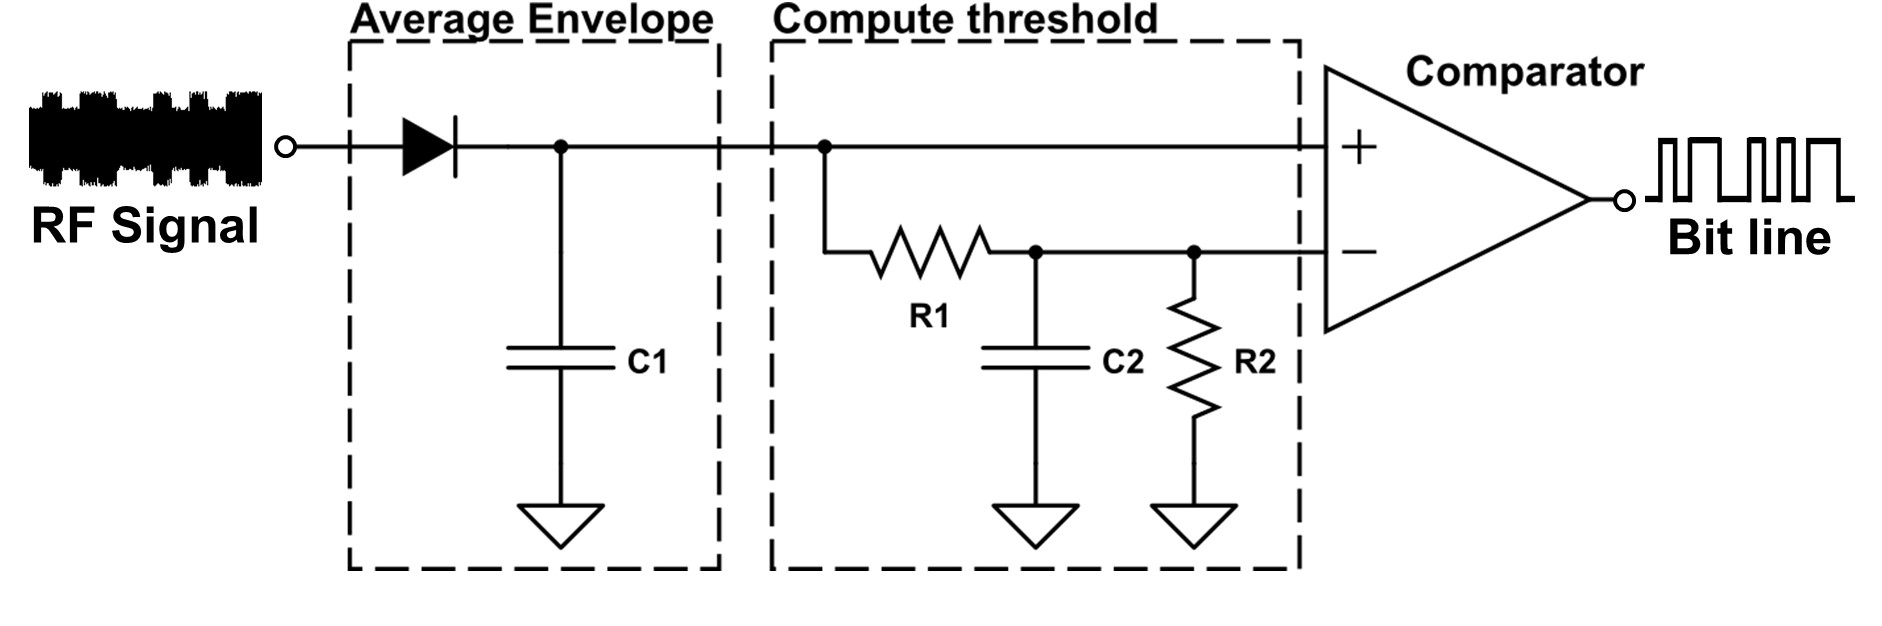 Average Envelope
Compute threshold
Comparator
RF Signal
+
−
Bit line
R1
C1
C2
R2